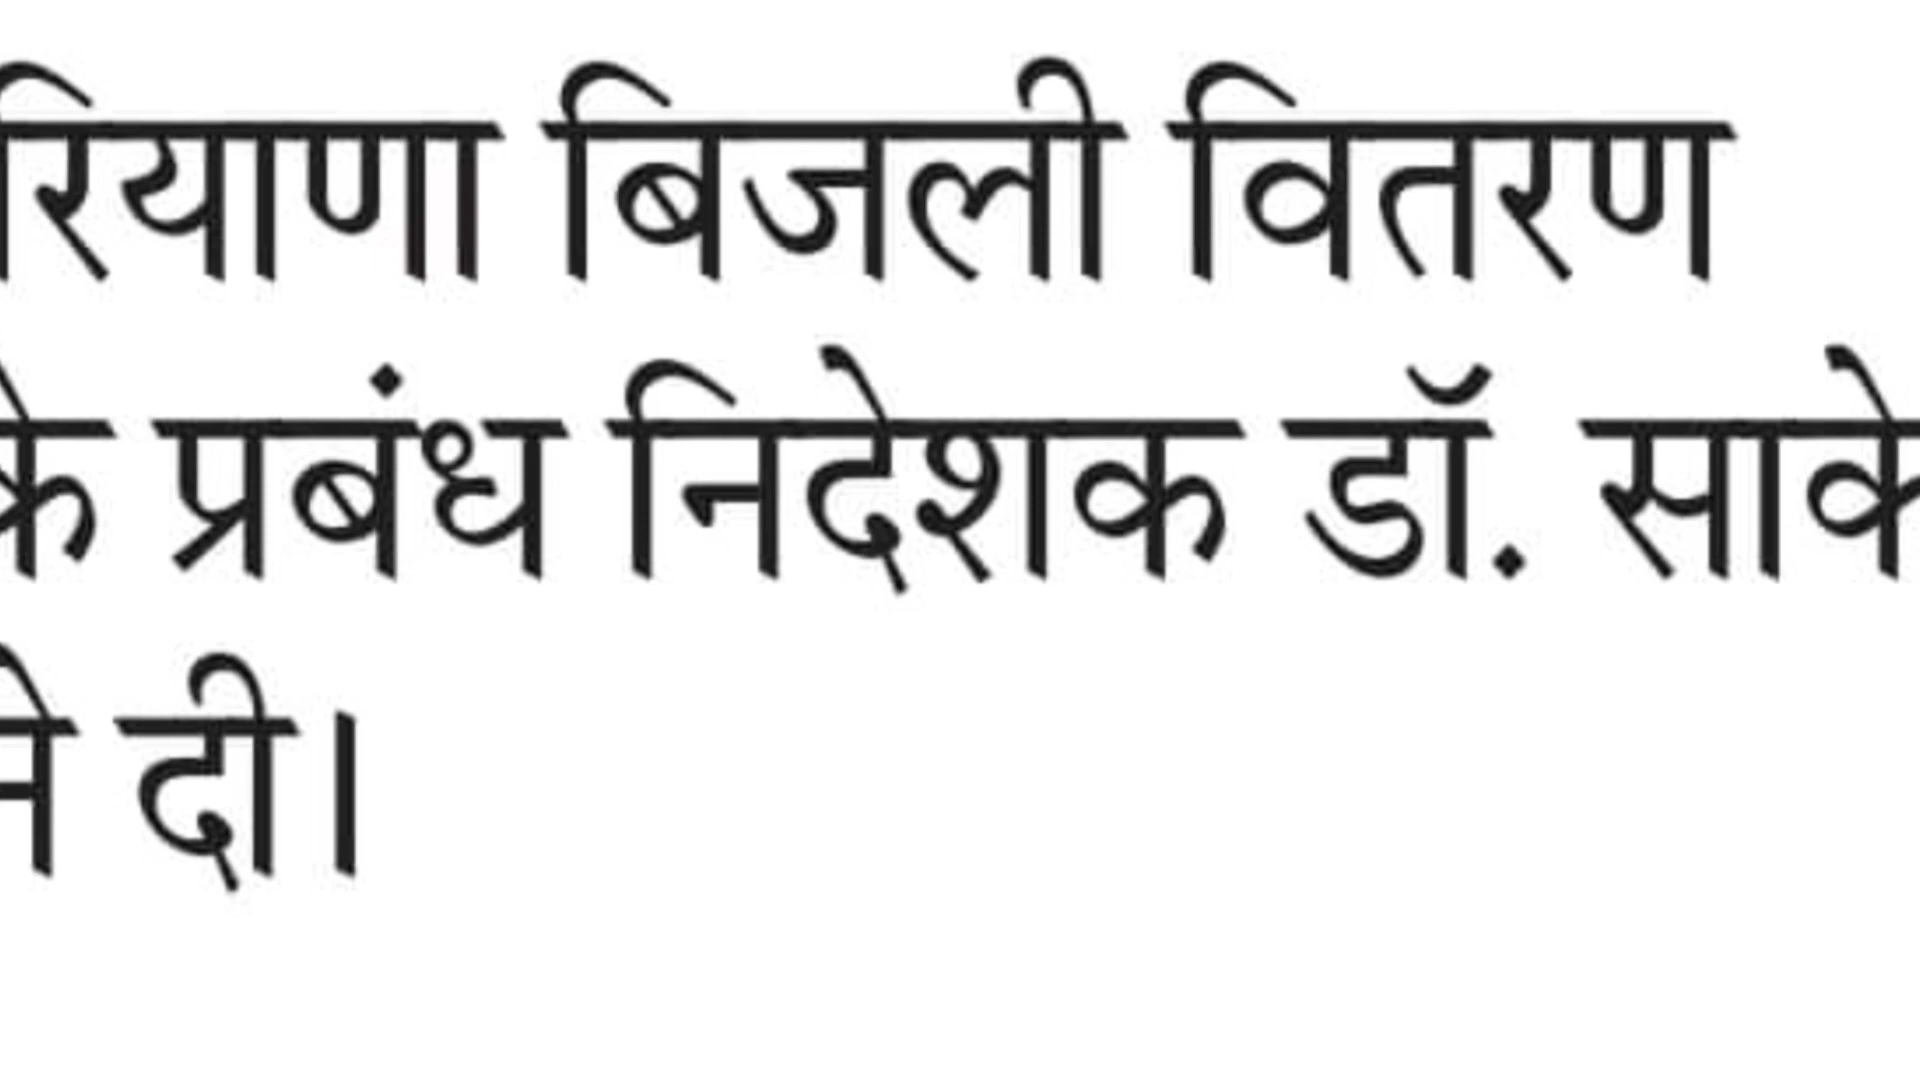 रियाणा बिजली वितरण
के प्रबंध निदेशक डॉ. साके
ने दी।